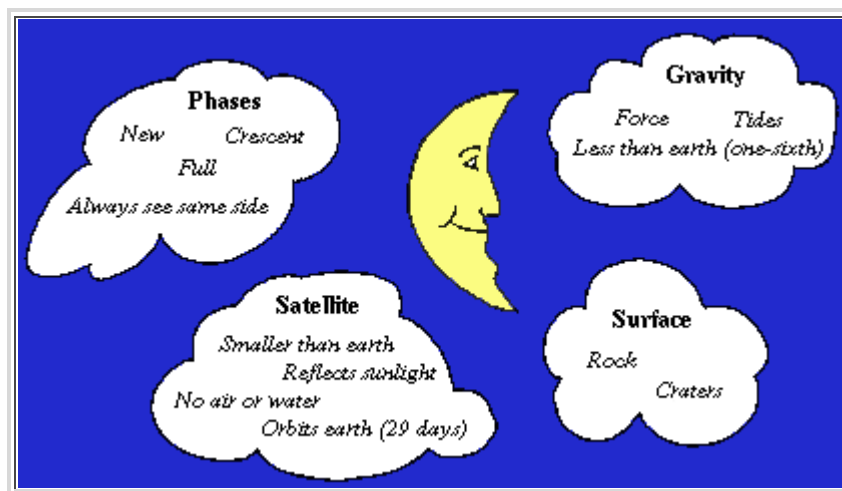 Phases
New Crescent
Full
Always see same side
Gravity
Force Tides
Less than earth (one-sixth)
Satellite
Smaller than earth
Reflects sunlight
No air or water
Orbits earth (29 days)
Surface
Rock
Craters